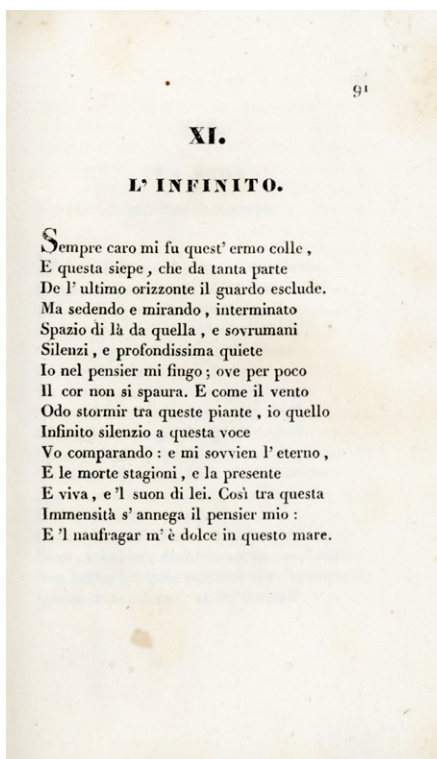 91
XI.
L' INFINITO.
Sempre caro mi fu quest' ermo colle ,
E questa siepe , che da tanta parte
De l' ultimo orizzonte il guardo esclude.
Ma sedendo e mirando , interminato
Spazio di là da quella , e sovrumani
Silenzi , e profondissima quiete
Io nel pensier mi fingo ; ove per poco
Il cor non si spaura. E come il vento
Odo stormir tra queste piante , io quello
Infinito silenzio a questa voce
Vo comparando : e mi sovvien l' eterno ,
E le morte stagioni , e la presente
E viva , e 'l suon di lei. Così tra questa
Immensità s' annega il pensier mio :
E 'l naufragar m' è dolce in questo mare.